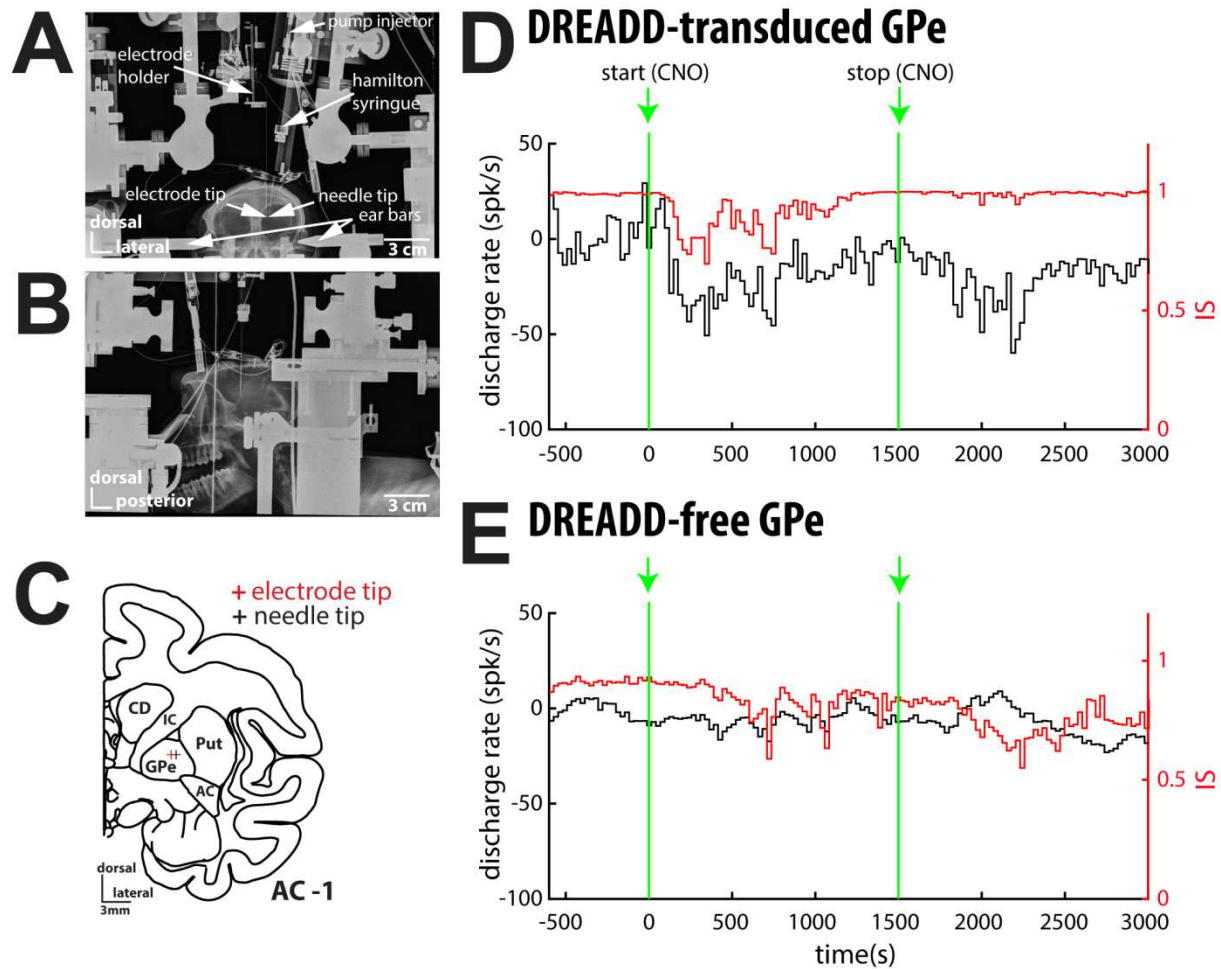 A
pump injector
electrode
holder
hamilton
syringue
electrode tip
needle tip
ear bars
dorsal
lateral
3 cm
B
dorsal
posterior
3 cm
C
+ electrode tip
+ needle tip
CD
IC
Put
GPe
AC
dorsal
lateral
3mm
AC -1
D DREADD-transduced GPe
start (CNO)
stop (CNO)
discharge rate (spk/s)
50
0
-50
-100
1
0.5
0
SI
-500 0 500 1000 1500 2000 2500 3000
E DREADD-free GPe
discharge rate (spk/s)
50
0
-50
-100
1
0.5
0
SI
-500 0 500 1000 1500 2000 2500 3000
time(s)